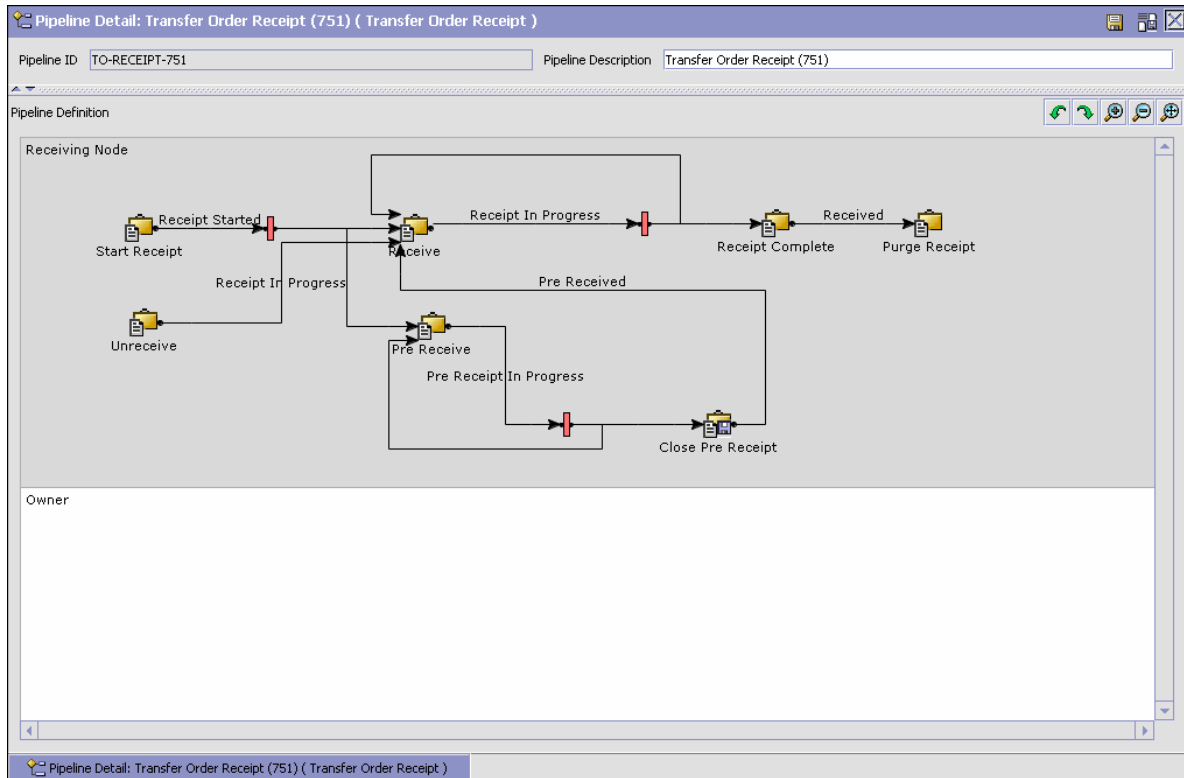 Pipeline Detail: Transfer Order Receipt (751) ( Transfer Order Receipt )
Pipeline ID TO-RECEIPT-751 Pipeline Description Transfer Order Receipt (751)
Pipeline Definition
Receiving Node
Receipt Started Receipt In Progress Received
Start Receipt Receive Receipt Complete Purge Receipt
Receipt In Progress Pre Received
Unreceive Pre Receive
Pre Receipt In Progress
Close Pre Receipt
Owner
Pipeline Detail: Transfer Order Receipt (751) ( Transfer Order Receipt )